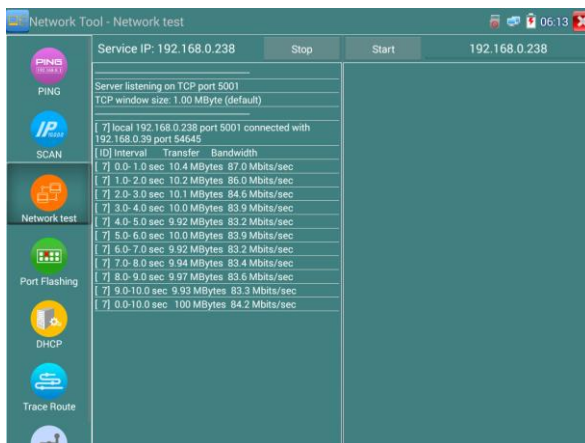 Network Tool - Network test
06:13
Service IP: 192.168.0.238
Stop
Start
192.168.0.238
PING
PING
SCAN
IP
Network test
Port Flashing
DHCP
Trace Route
Server listening on TCP port 5001
TCP window size: 1.00 MByte (default)
[ 7] local 192.168.0.238 port 5001 connected with
192.168.0.39 port 54645
[ ID] Interval Transfer Bandwidth
[ 7] 0.0- 1.0 sec 10.4 MBytes 87.0 Mbits/sec
[ 7] 1.0- 2.0 sec 10.2 MBytes 86.0 Mbits/sec
[ 7] 2.0- 3.0 sec 10.1 MBytes 84.6 Mbits/sec
[ 7] 3.0- 4.0 sec 10.0 MBytes 83.9 Mbits/sec
[ 7] 4.0- 5.0 sec 9.92 MBytes 83.2 Mbits/sec
[ 7] 5.0- 6.0 sec 10.0 MBytes 83.9 Mbits/sec
[ 7] 6.0- 7.0 sec 9.92 MBytes 83.2 Mbits/sec
[ 7] 7.0- 8.0 sec 9.94 MBytes 83.4 Mbits/sec
[ 7] 8.0- 9.0 sec 9.97 MBytes 83.6 Mbits/sec
[ 7] 9.0-10.0 sec 9.93 MBytes 83.3 Mbits/sec
[ 7] 0.0-10.0 sec 100 MBytes 84.2 Mbits/sec